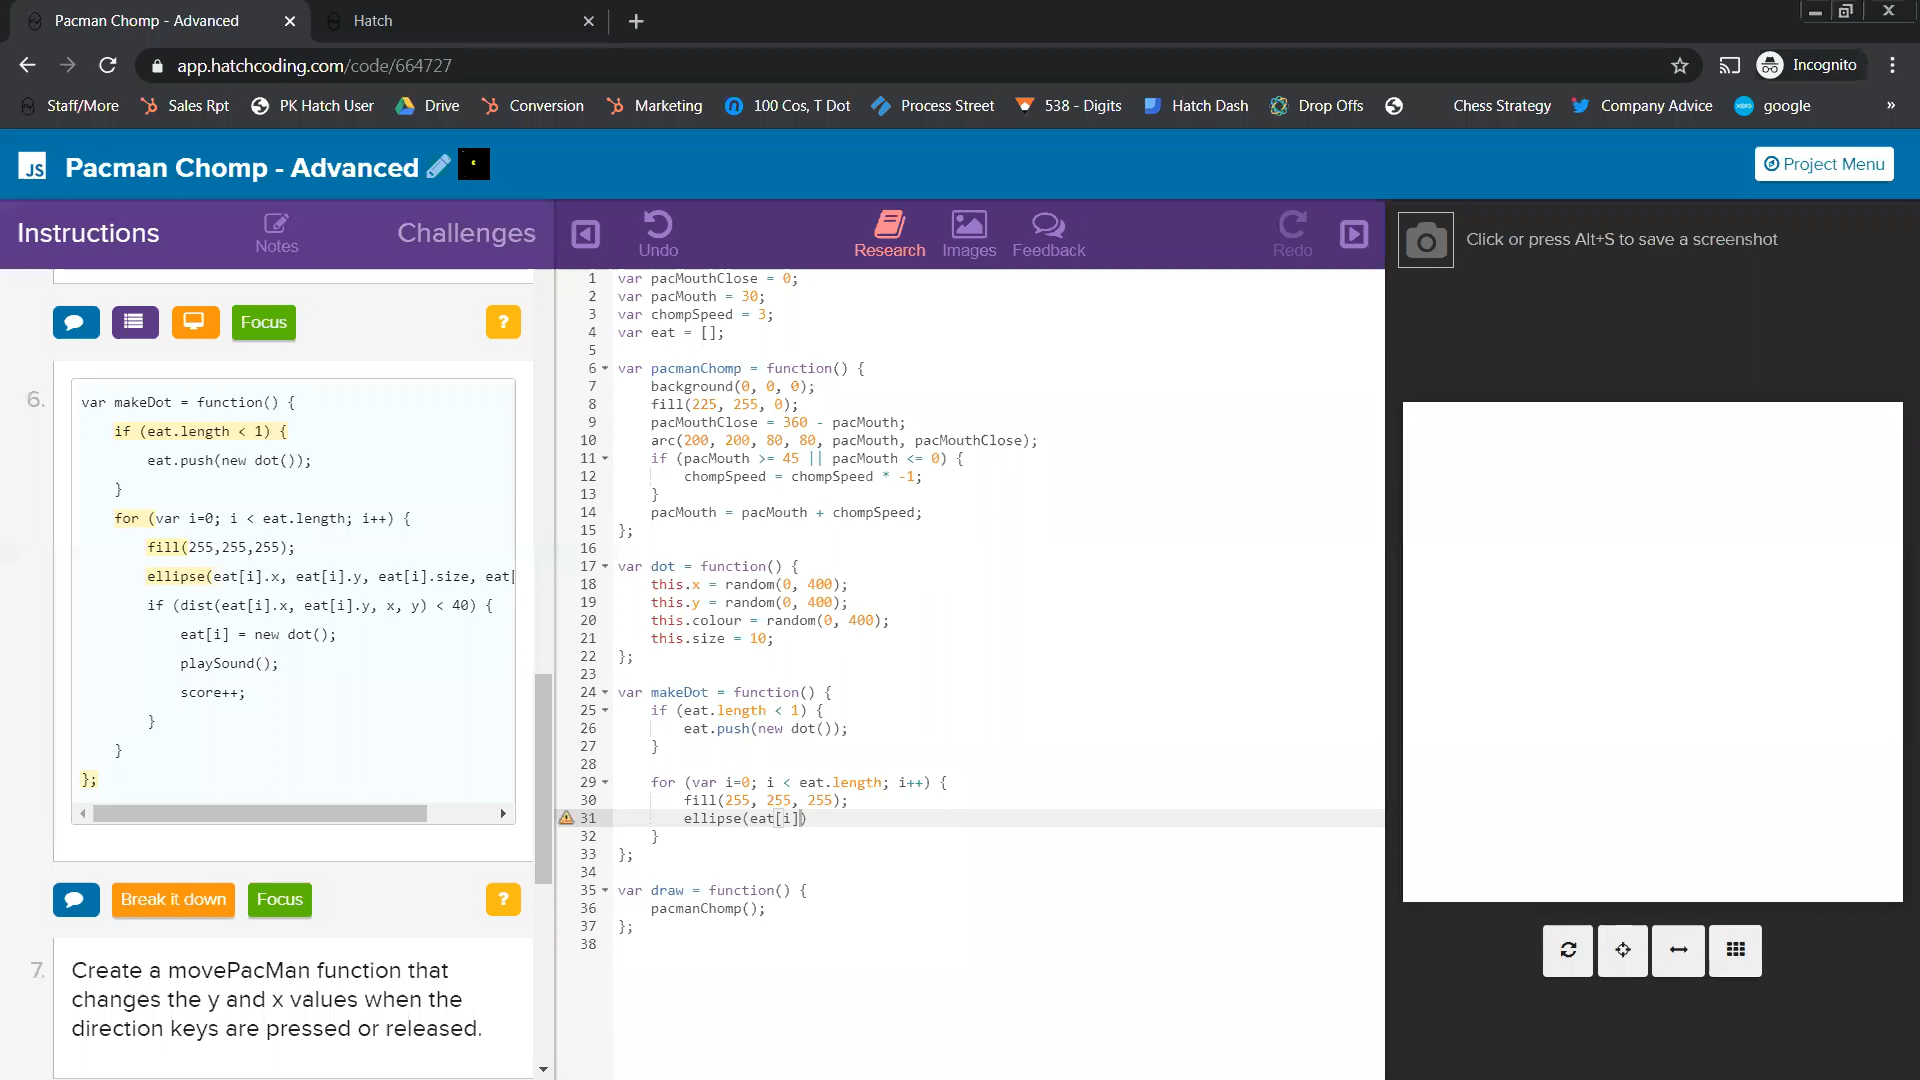 Pacman Chomp - Advanced
Hatch
app.hatchcoding.com/code/664727
Incognito
Staff/More
Sales Rpt
PK Hatch User
Drive
Conversion
Marketing
100 Cos, T Dot
Process Street
538 - Digits
Hatch Dash
Drop Offs
Chess Strategy
Company Advice
google
»
JS
Pacman Chomp - Advanced
Project Menu
Instructions
Notes
Challenges
Undo
Research
Images
Feedback
Redo
Click or press Alt+S to save a screenshot
Focus
?
6.
var makeDot = function() {
if (eat.length < 1) {
eat.push(new dot());
}
for (var i=0; i < eat.length; i++) {
fill(255,255,255);
ellipse(eat[i].x, eat[i].y, eat[i].size, eat[
if (dist(eat[i].x, eat[i].y, x, y) < 40) {
eat[i] = new dot();
playSound();
score++;
}
}
};
Break it down
Focus
?
7.
Create a movePacMan function that
changes the y and x values when the
direction keys are pressed or released.
1 var pacMouthClose = 0;
2 var pacMouth = 30;
3 var chompSpeed = 3;
4 var eat = [];
5
6 var pacmanChomp = function() {
7 background(0, 0, 0);
8 fill(225, 255, 0);
9 pacMouthClose = 360 - pacMouth;
10 arc(200, 200, 80, 80, pacMouth, pacMouthClose);
11 if (pacMouth >= 45 || pacMouth <= 0) {
12 chompSpeed = chompSpeed * -1;
13 }
14 pacMouth = pacMouth + chompSpeed;
15 };
16
17 var dot = function() {
18 this.x = random(0, 400);
19 this.y = random(0, 400);
20 this.colour = random(0, 400);
21 this.size = 10;
22 };
23
24 var makeDot = function() {
25 if (eat.length < 1) {
26 eat.push(new dot());
27 }
28
29 for (var i=0; i < eat.length; i++) {
30 fill(255, 255, 255);
31 ellipse(eat[i])
32 }
33 };
34
35 var draw = function() {
36 pacmanChomp();
37 };
38